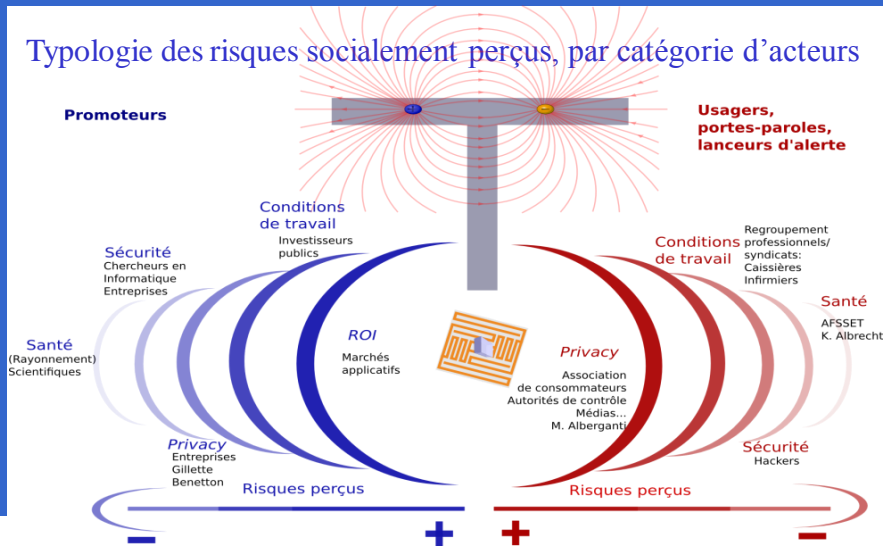 Typologie des risques socialement perçus, par catégorie d'acteurs
Promoteurs
Usagers,
portes-paroles,
lanceurs d'alerte
Conditions
de travail
Investisseurs
publics
Sécurité
Chercheurs en
Informatique
Entreprises
Santé
(Rayonnement)
Scientifiques
ROI
Marchés
applicatifs
Privacy
Entreprises
Gillette
Benetton
Risques perçus
Conditions
de travail
Regroupement
professionnels/
syndicats:
Caissières
Infirmiers
Santé
AFSSET
K. Albrecht
Privacy
Association
de consommateurs
Autorités de contrôle
Médias...
M. Alberganti
Sécurité
Hackers
Risques perçus
− + + −